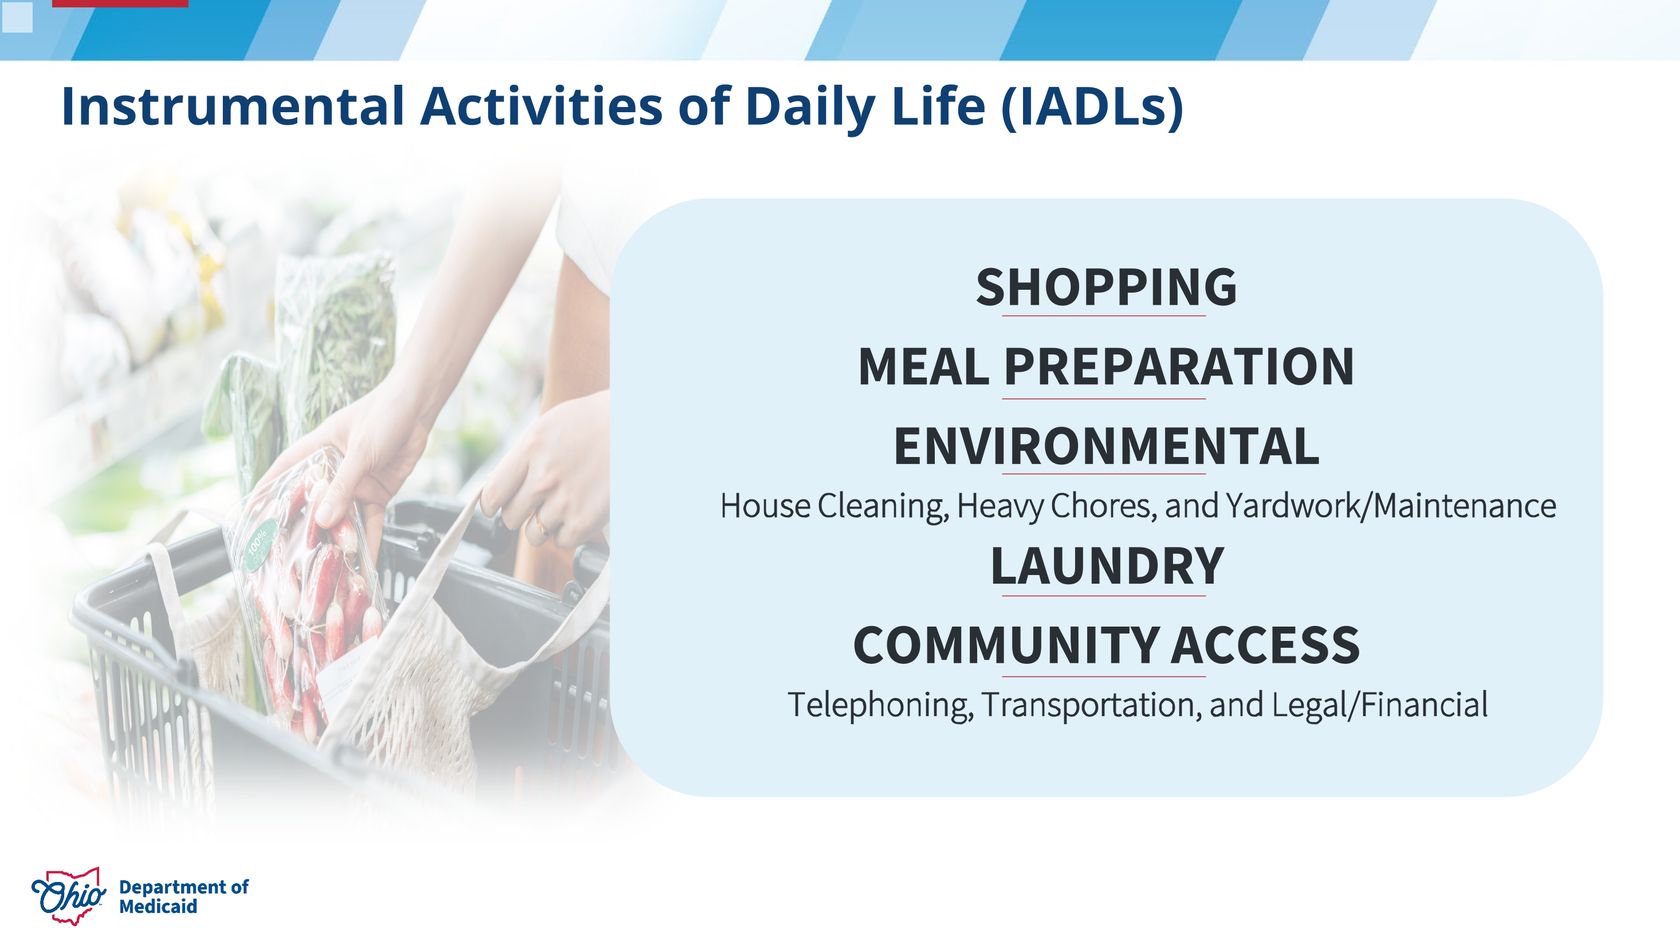 Instrumental Activities of Daily Life (IADLs)
SHOPPING
MEAL PREPARATION
ENVIRONMENTAL
House Cleaning, Heavy Chores, and Yardwork/Maintenance
LAUNDRY
COMMUNITY ACCESS
Telephoning, Transportation, and Legal/Financial
100%
Ohio
Department of
Medicaid